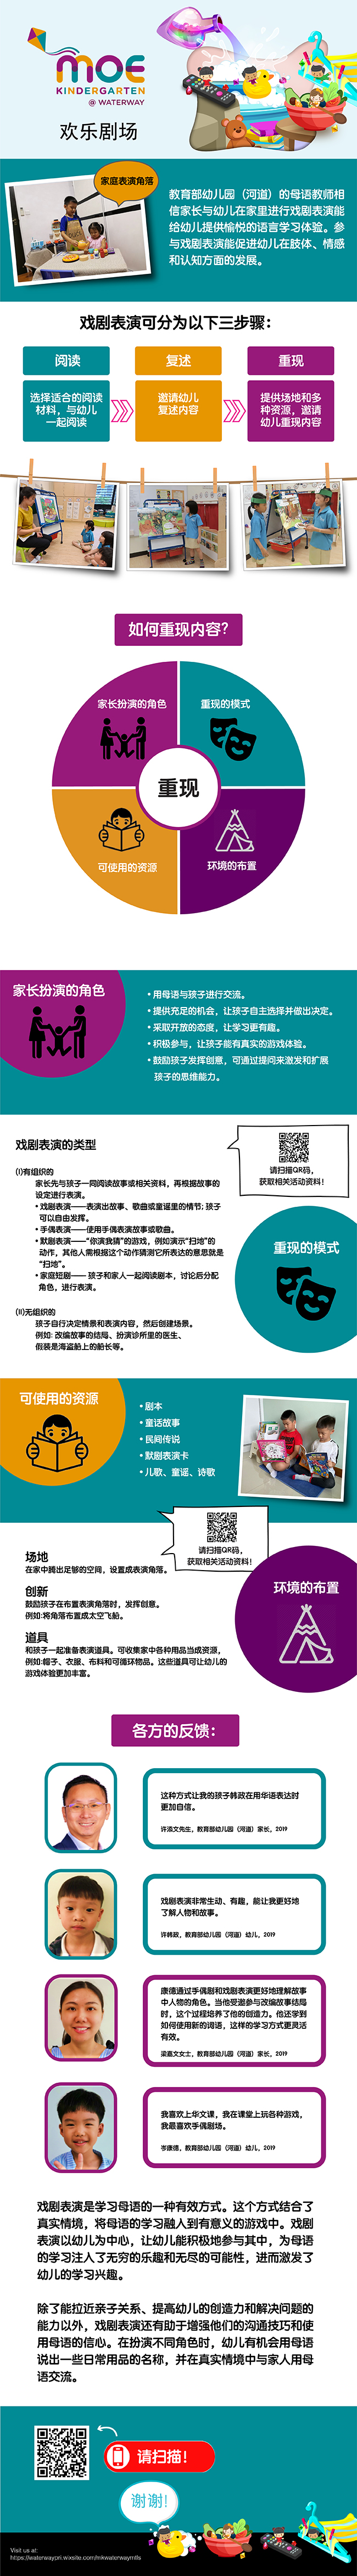 moe
KINDERGARTEN
@ WATERWAY
欢乐剧场
家庭表演角落
教育部幼儿园（河道）的母语教师相
信家长与幼儿在家里进行戏剧表演能
给幼儿提供愉悦的语言学习体验。参
与戏剧表演能促进幼儿在肢体、情感
和认知方面的发展。
戏剧表演可分为以下三步骤：
阅读
选择适合的阅读
材料，与幼儿
一起阅读
复述
邀请幼儿
复述内容
重现
提供场地和多
种资源，邀请
幼儿重现内容
如何重现内容?
家长扮演的角色
重现的模式
重现
可使用的资源
环境的布置
家长扮演的角色
• 用母语与孩子进行交流。
• 提供充足的机会，让孩子自主选择并做出决定。
• 采取开放的态度，让学习更有趣。
• 积极参与，让孩子能有真实的游戏体验。
• 鼓励孩子发挥创意，可通过提问来激发和扩展
孩子的思维能力。
戏剧表演的类型
(I)有组织的
家长先与孩子一同阅读故事或相关资料，再根据故事的
设定进行表演。
• 戏剧表演——表演出故事、歌曲或童谣里的情节; 孩子
可以自由发挥。
• 手偶表演——使用手偶表演故事或歌曲。
• 默剧表演——“你演我猜”的游戏，例如演示“扫地”的
动作，其他人需根据这个动作猜测它所表达的意思就是
“扫地”。
• 家庭短剧—— 孩子和家人一起阅读剧本，讨论后分配
角色，进行表演。
(II)无组织的
孩子自行决定情景和表演内容，然后创建场景。
例如: 改编故事的结局、扮演诊所里的医生、
假装是海盗船上的船长等。
请扫描QR码，
获取相关活动资料！
重现的模式
可使用的资源
• 剧本
• 童话故事
• 民间传说
• 默剧表演卡
• 儿歌、童谣、诗歌
请扫描QR码，
获取相关活动资料！
环境的布置
场地
在家中腾出足够的空间，设置成表演角落。
创新
鼓励孩子在布置表演角落时，发挥创意。
例如:将角落布置成太空飞船。
道具
和孩子一起准备表演道具。可收集家中各种用品当成资源，
例如:帽子、衣服、布料和可循环物品。这些道具可让幼儿的
游戏体验更加丰富。
各方的反馈：
这种方式让我的孩子韩政在用华语表达时
更加自信。
许添文先生，教育部幼儿园（河道）家长，2019
戏剧表演非常生动、有趣，能让我更好地
了解人物和故事。
许韩政，教育部幼儿园（河道）幼儿，2019
康德通过手偶剧和戏剧表演更好地理解故事
中人物的角色。当他受邀参与改编故事结局
时，这个过程培养了他的创造力。他还学到
如何使用新的词语，这样的学习方式更灵活
有效。
梁嘉文女士，教育部幼儿园（河道）家长，2019
我喜欢上华文课，我在课堂上玩各种游戏，
我最喜欢手偶剧场。
岑康德，教育部幼儿园（河道）幼儿，2019
戏剧表演是学习母语的一种有效方式。这个方式结合了
真实情境，将母语的学习融入到有意义的游戏中。戏剧
表演以幼儿为中心，让幼儿能积极地参与其中，为母语
的学习注入了无穷的乐趣和无尽的可能性，进而激发了
幼儿的学习兴趣。
除了能拉近亲子关系、提高幼儿的创造力和解决问题的
能力以外，戏剧表演还有助于增强他们的沟通技巧和使
用母语的信心。在扮演不同角色时，幼儿有机会用母语
说出一些日常用品的名称，并在真实情境中与家人用母
语交流。
请扫描！
谢谢!
Visit us at:
https://waterwaypri.wixsite.com/mkwaterwaymtls